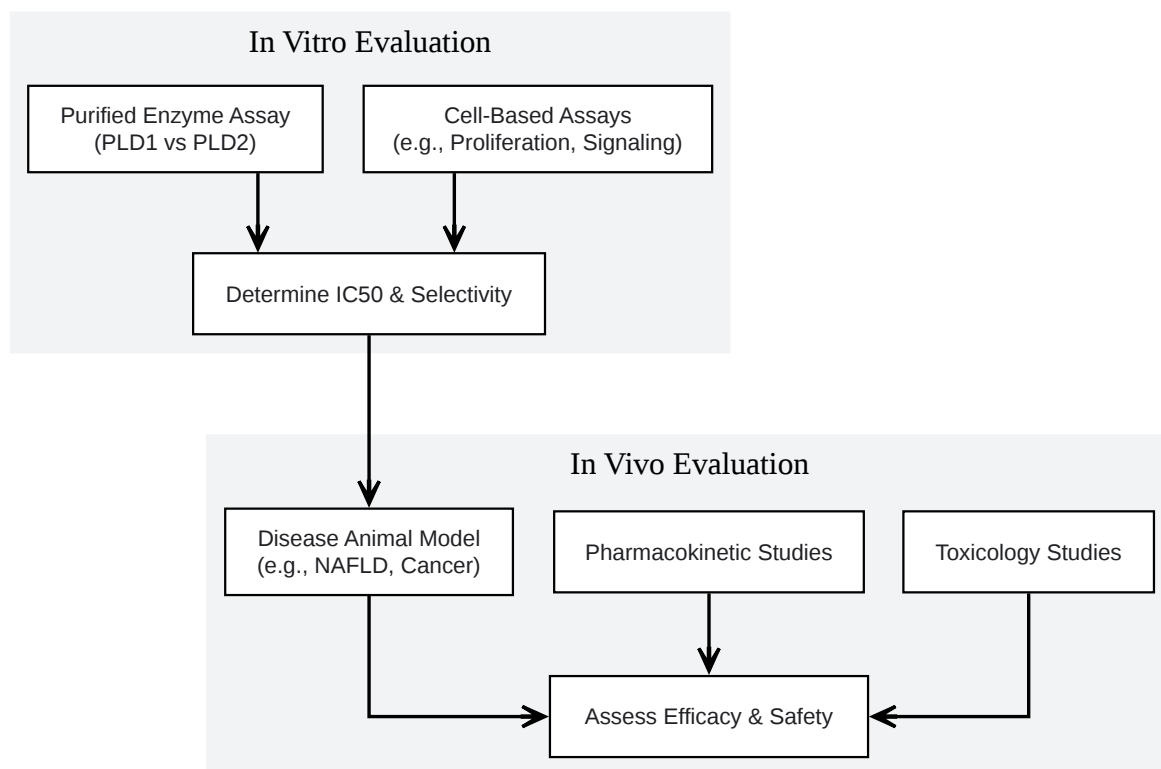 In Vitro Evaluation
Purified Enzyme Assay
(PLD1 vs PLD2)
Cell-Based Assays
(e.g., Proliferation, Signaling)
Determine IC50 & Selectivity
In Vivo Evaluation
Disease Animal Model
(e.g., NAFLD, Cancer)
Pharmacokinetic Studies
Toxicology Studies
Assess Efficacy & Safety